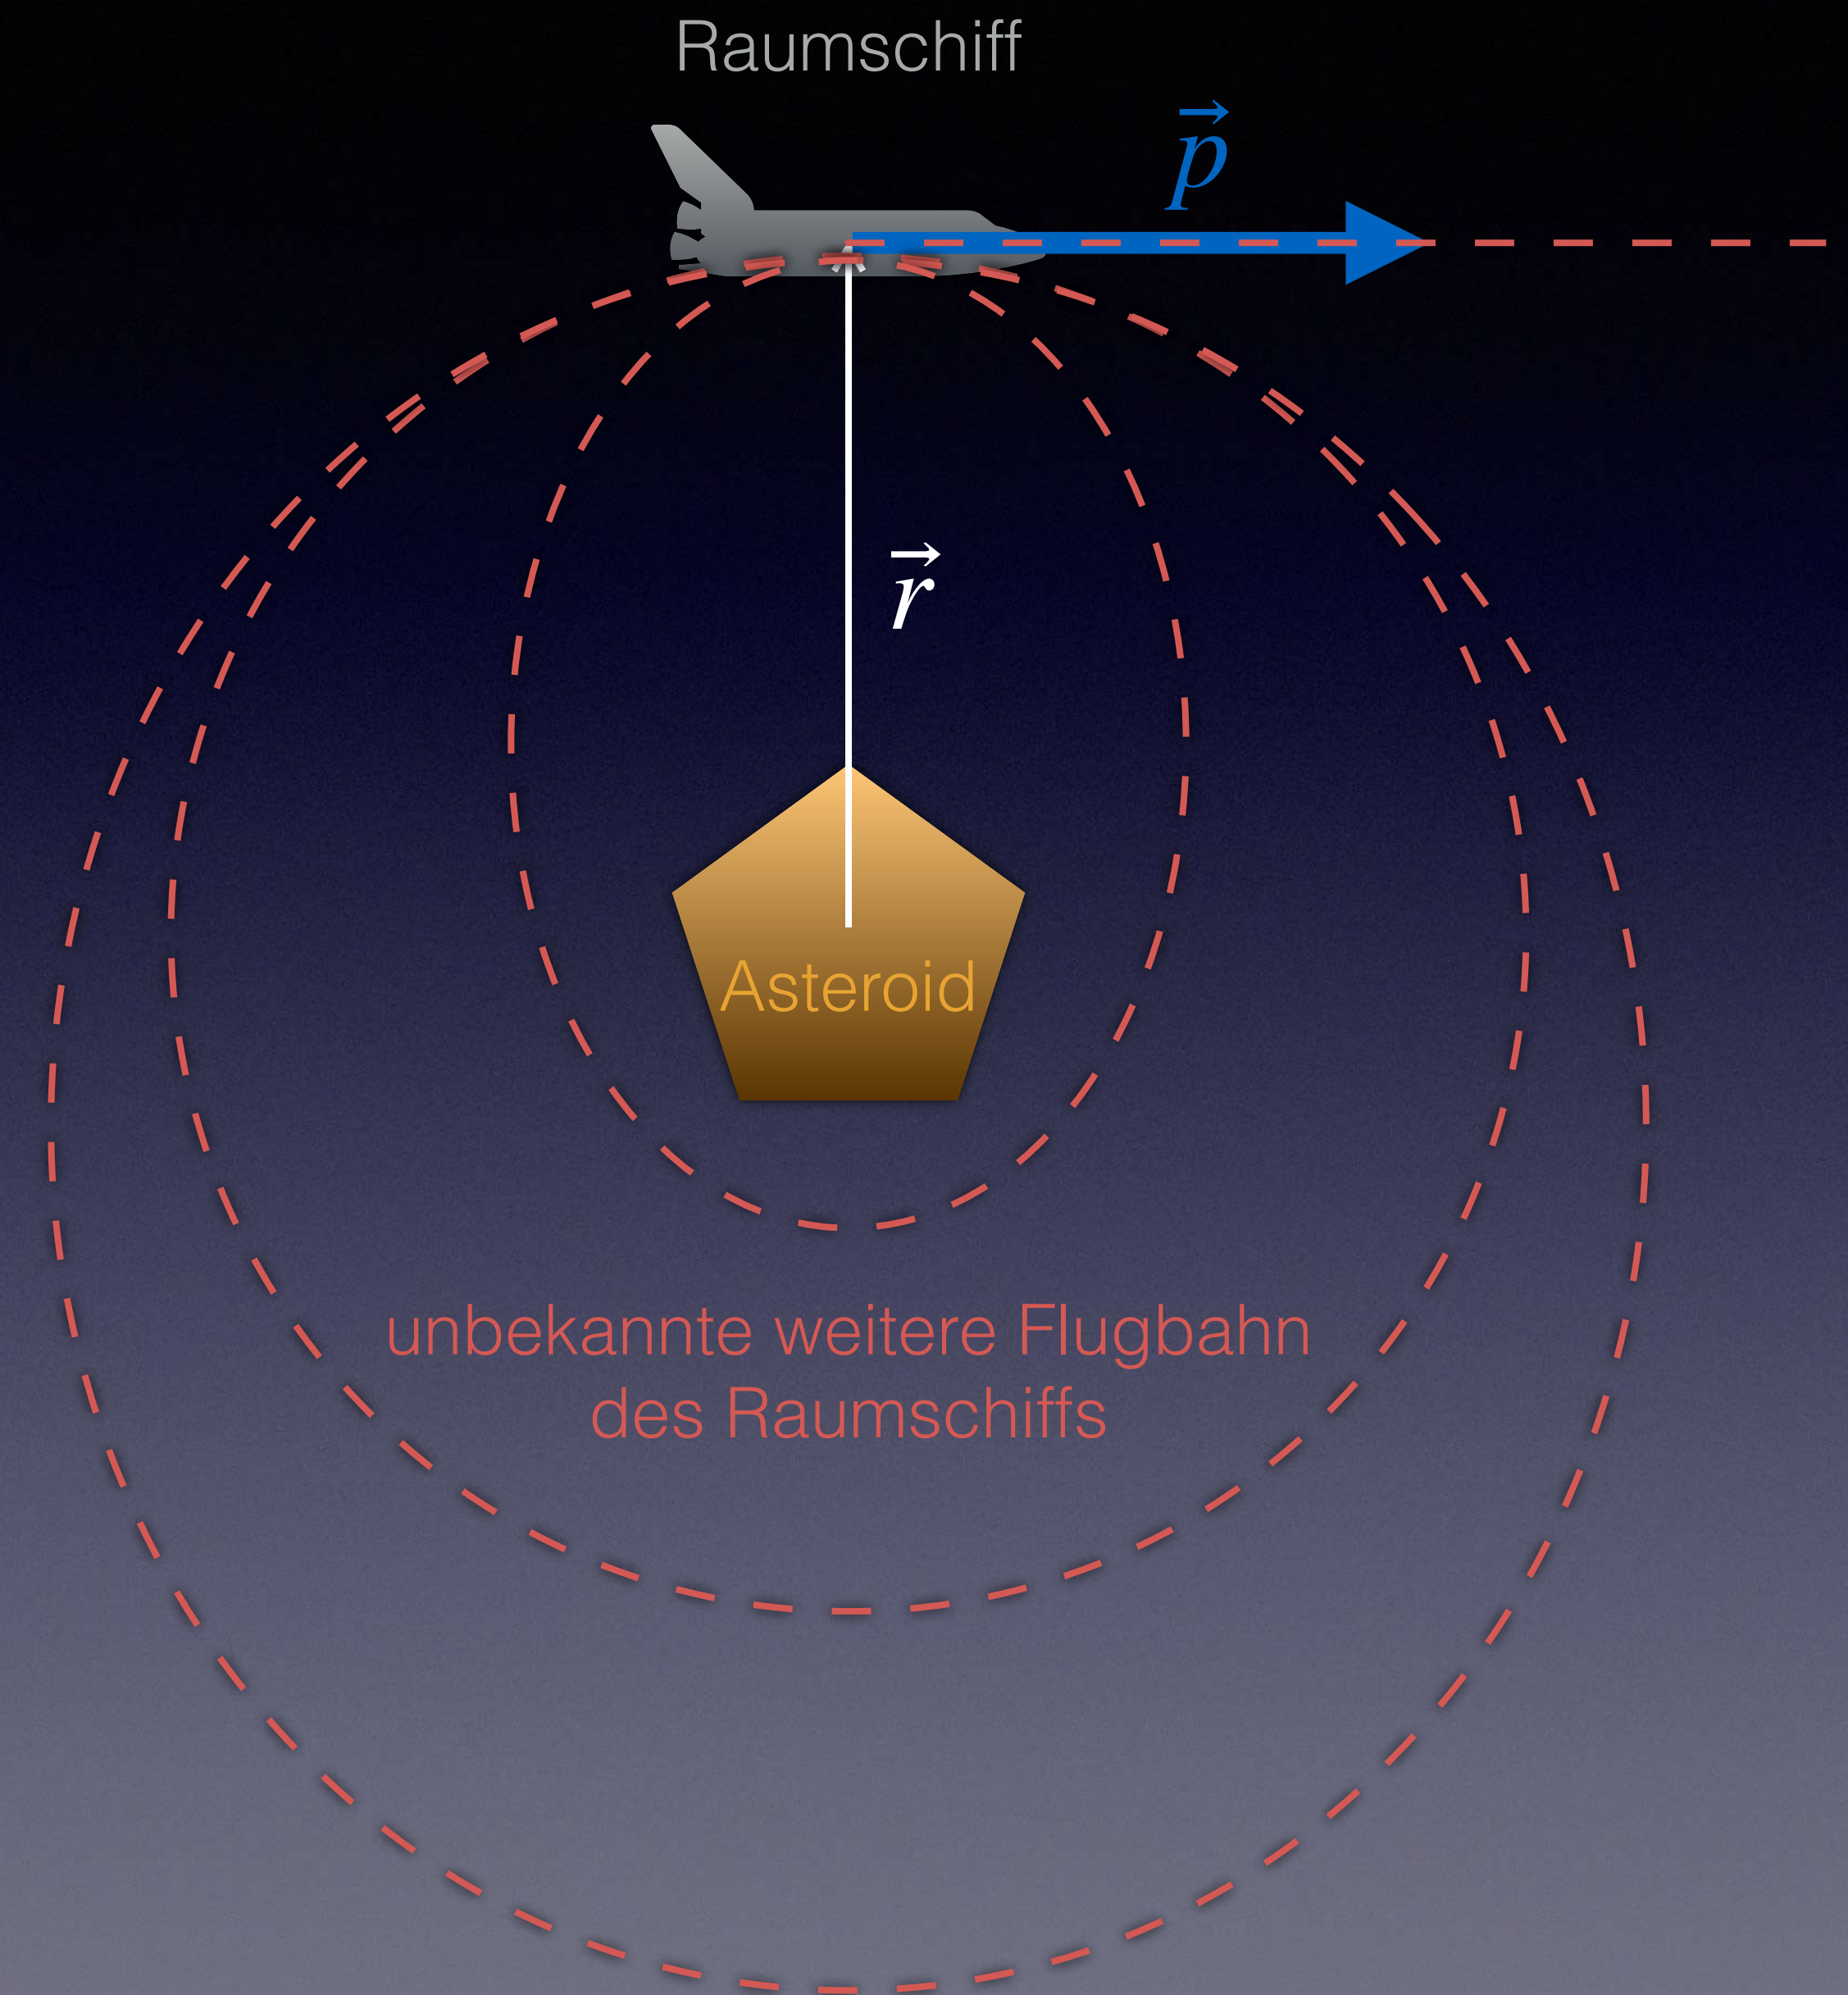 Raumschiff
p⃗
r⃗
Asteroid
unbekannte weitere Flugbahn
des Raumschiffs